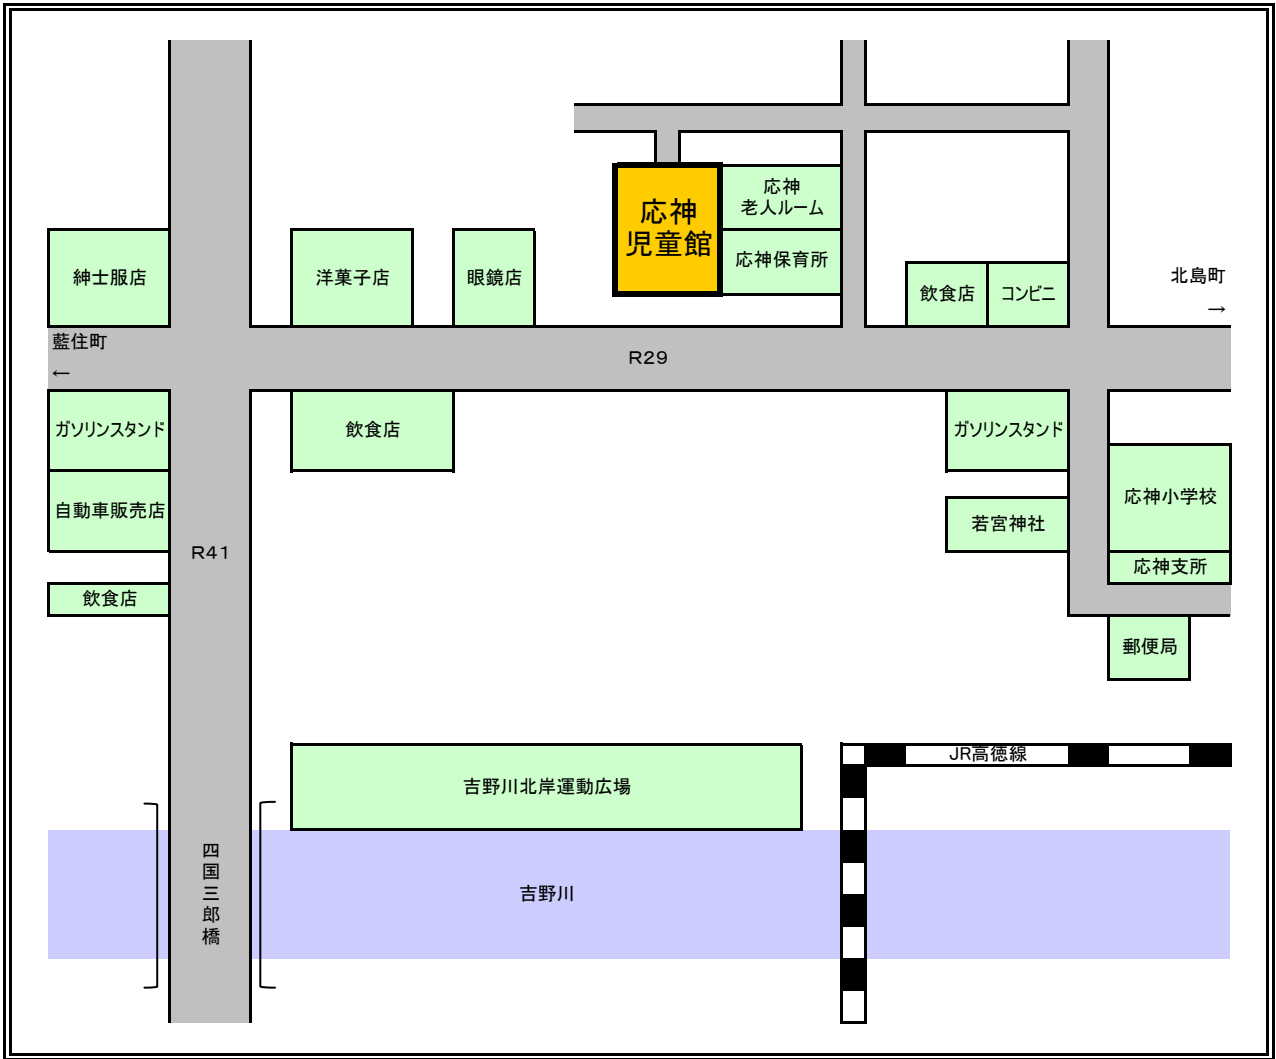 応神
児童館
応神
老人ルーム
応神保育所
紳士服店
洋菓子店
眼鏡店
飲食店
コンビニ
北島町
→
藍住町
←
R29
ガソリンスタンド
飲食店
ガソリンスタンド
自動車販売店
応神小学校
若宮神社
R41
応神支所
飲食店
郵便局
JR高徳線
吉野川北岸運動広場
四国三郎橋
吉野川